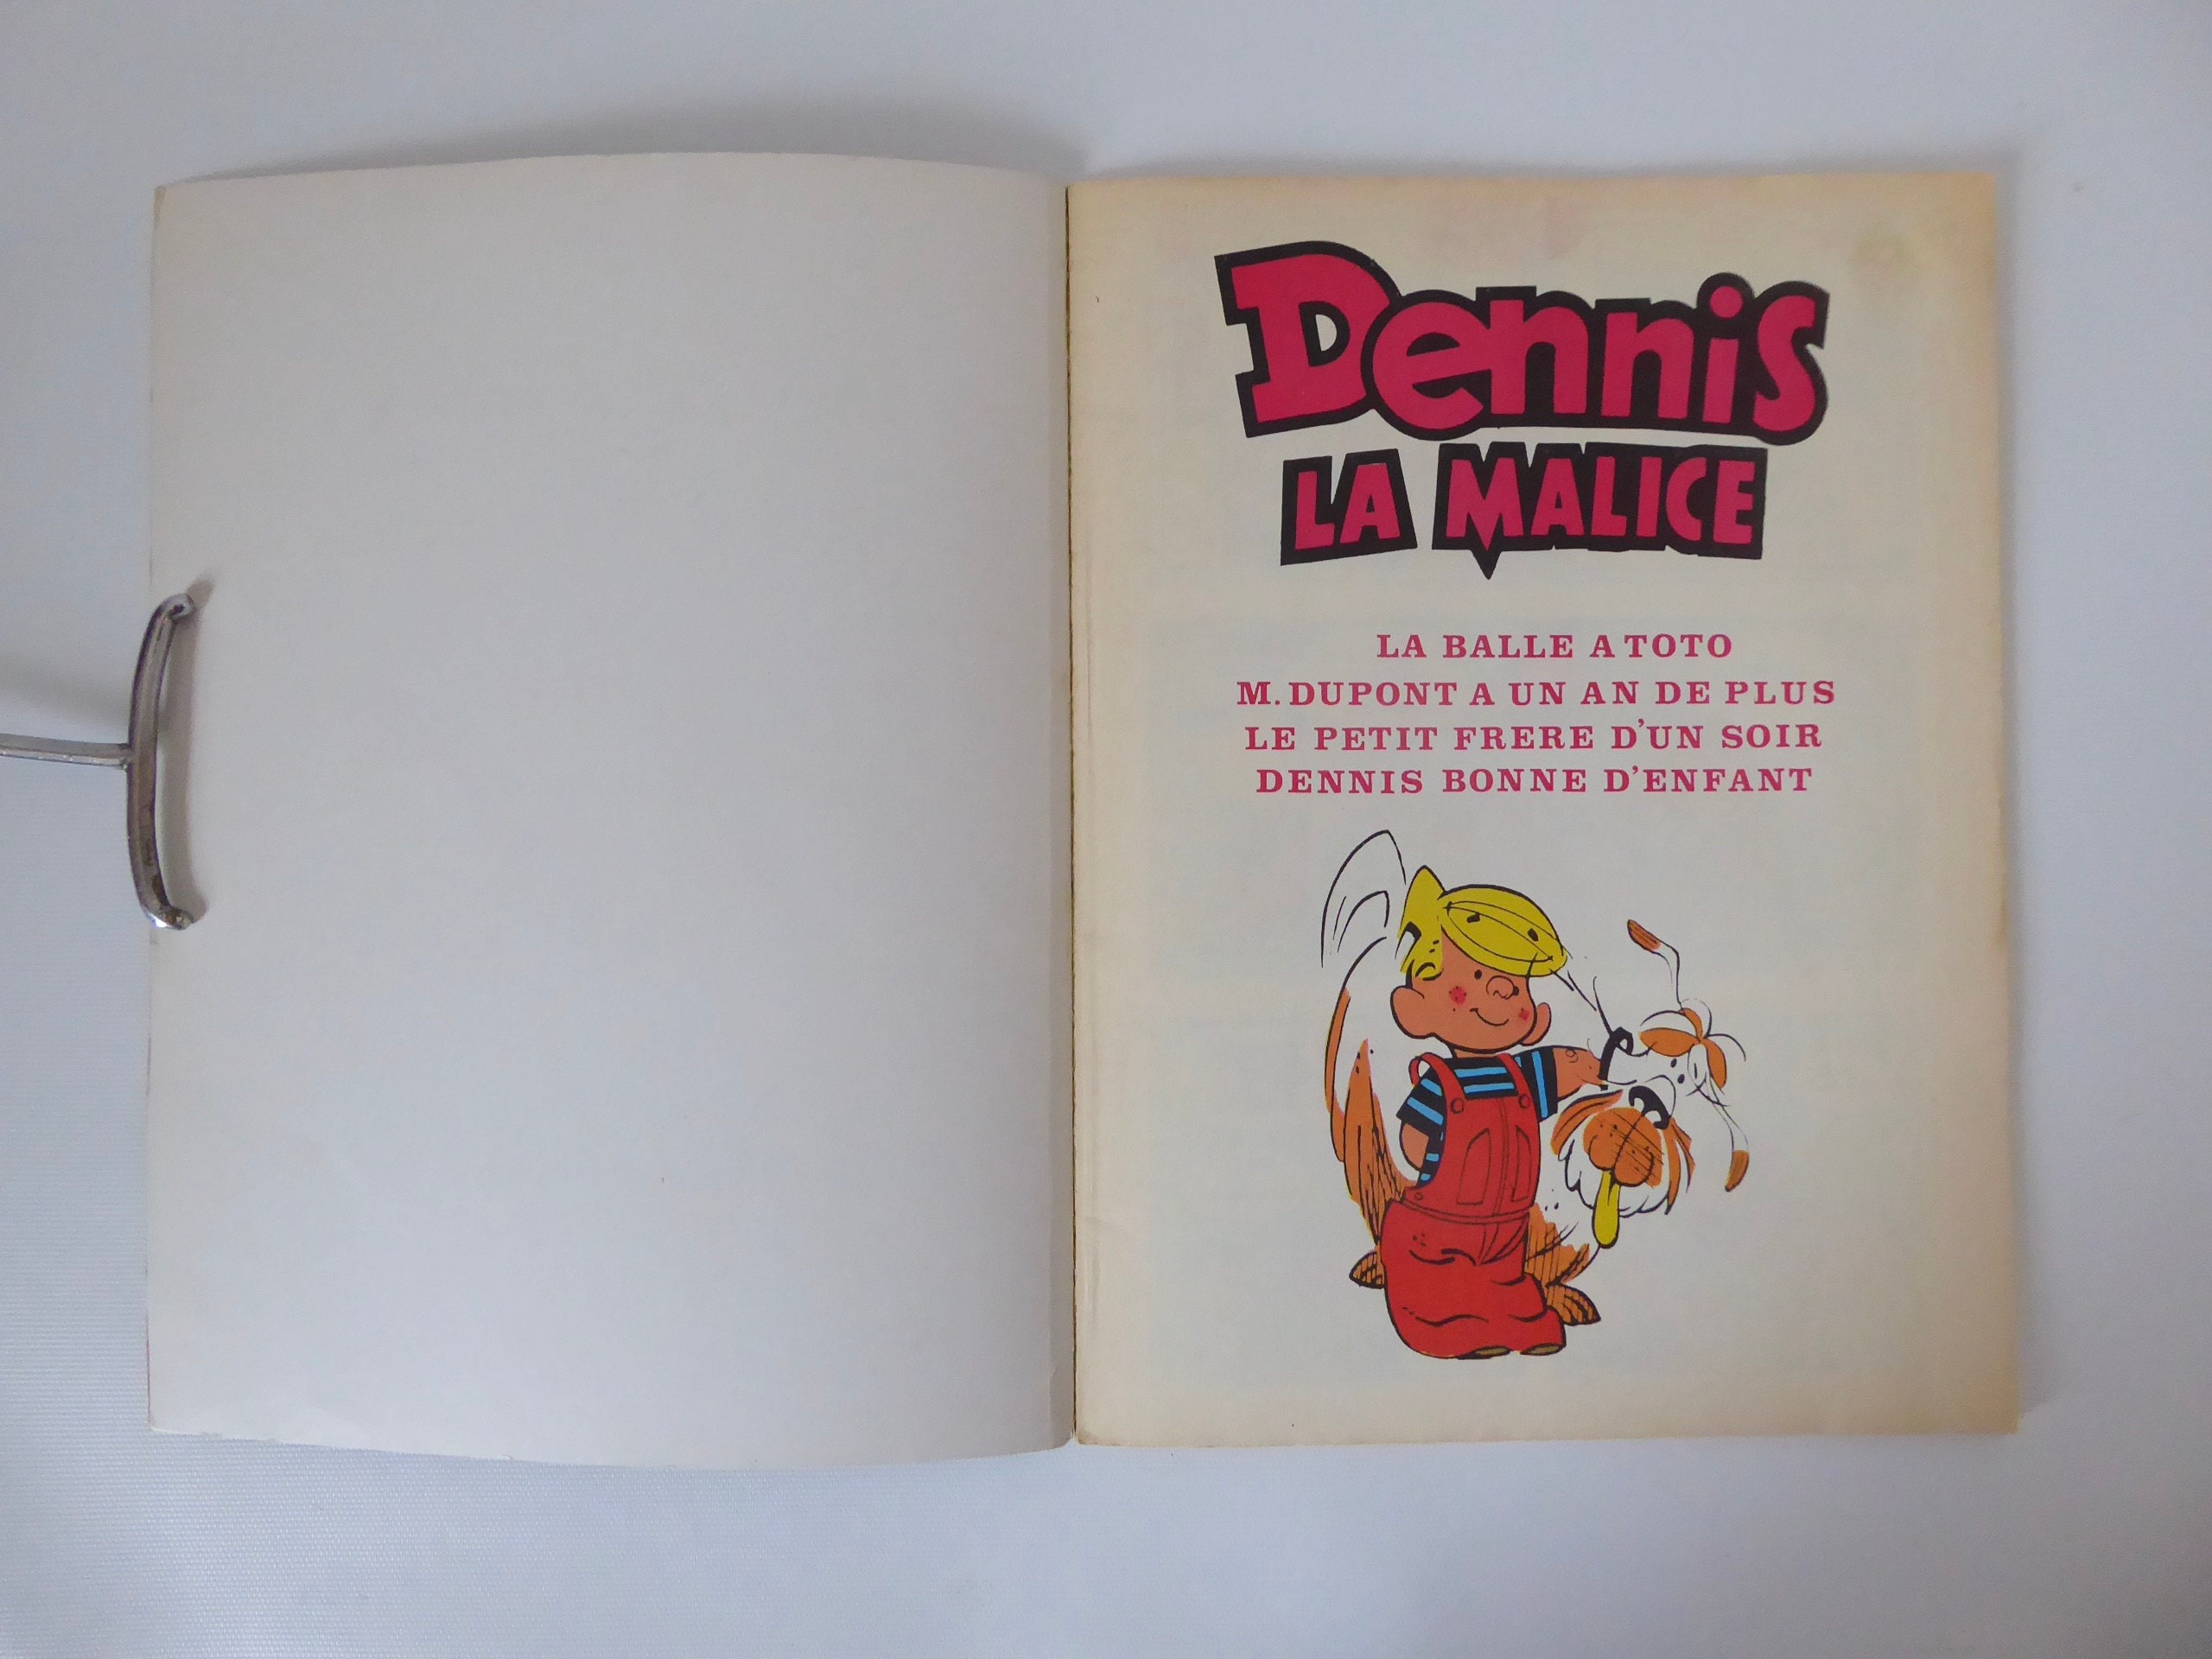 Dennis
LA MALICE
LA BALLE A TOTO
M. DUPONT A UN AN DE PLUS
LE PETIT FRERE D'UN SOIR
DENNIS BONNE D'ENFANT